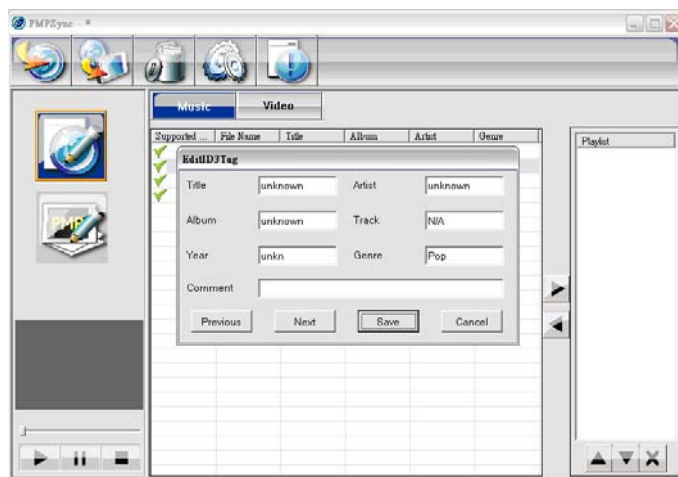 PMPSync - *
Music Video
Supported ... File Name Title Album Artist Genre
Playlist
EditID3Tag
Title unknown Artist unknown
Album unknown Track N/A
Year unkn Genre Pop
Comment
Previous Next Save Cancel
PMP